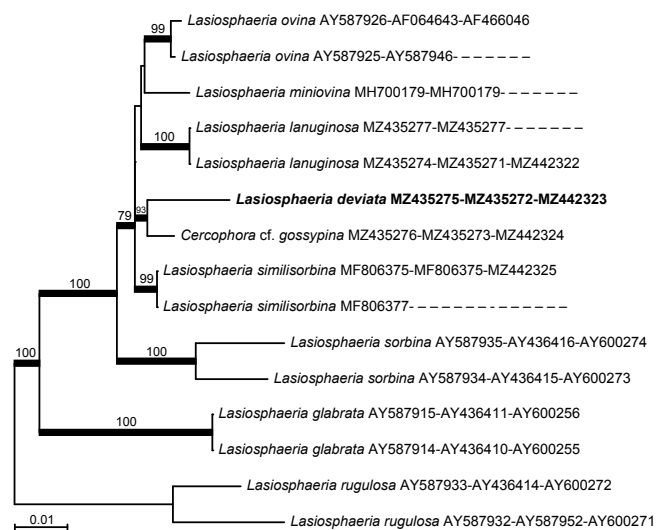 Lasiosphaeria ovina AY587926-AF064643-AF466046
99
Lasiosphaeria ovina AY587925-AY587946- – – – – – –
Lasiosphaeria miniovina MH700179-MH700179- – – – – – –
Lasiosphaeria lanuginosa MZ435277-MZ435277- – – – – – –
100
Lasiosphaeria lanuginosa MZ435274-MZ435271-MZ442322
Lasiosphaeria deviata MZ435275-MZ435272-MZ442323
93
79
Cercophora cf. gossypina MZ435276-MZ435273-MZ442324
Lasiosphaeria similisorbina MF806375-MF806375-MZ442325
99
Lasiosphaeria similisorbina MF806377- – – – – – – - – – – – – –
100
Lasiosphaeria sorbina AY587935-AY436416-AY600274
100
Lasiosphaeria sorbina AY587934-AY436415-AY600273
100
Lasiosphaeria glabrata AY587915-AY436411-AY600256
100
Lasiosphaeria glabrata AY587914-AY436410-AY600255
Lasiosphaeria rugulosa AY587933-AY436414-AY600272
Lasiosphaeria rugulosa AY587932-AY587952-AY600271
0.01